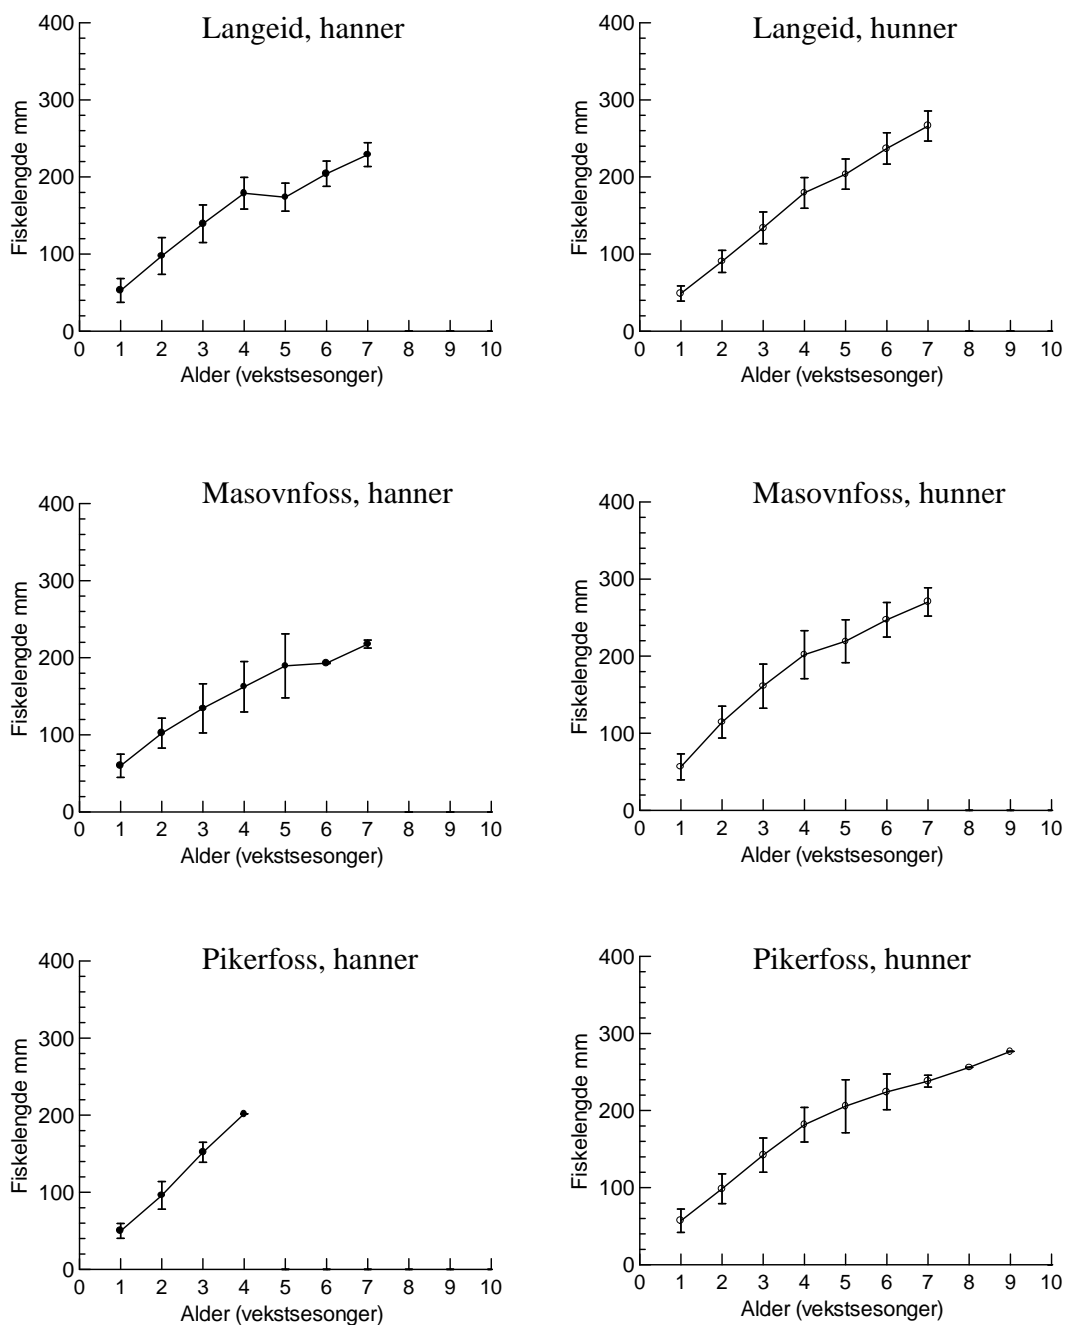 Langeid, hanner
400
300
200
100
0
Fiskelengde mm
0 1 2 3 4 5 6 7 8 9 10
Alder (vekstsesonger)
Langeid, hunner
400
300
200
100
0
Fiskelengde mm
0 1 2 3 4 5 6 7 8 9 10
Alder (vekstsesonger)
Masovnfoss, hanner
400
300
200
100
0
Fiskelengde mm
0 1 2 3 4 5 6 7 8 9 10
Alder (vekstsesonger)
Masovnfoss, hunner
400
300
200
100
0
Fiskelengde mm
0 1 2 3 4 5 6 7 8 9 10
Alder (vekstsesonger)
Pikerfoss, hanner
400
300
200
100
0
Fiskelengde mm
0 1 2 3 4 5 6 7 8 9 10
Alder (vekstsesonger)
Pikerfoss, hunner
400
300
200
100
0
Fiskelengde mm
0 1 2 3 4 5 6 7 8 9 10
Alder (vekstsesonger)